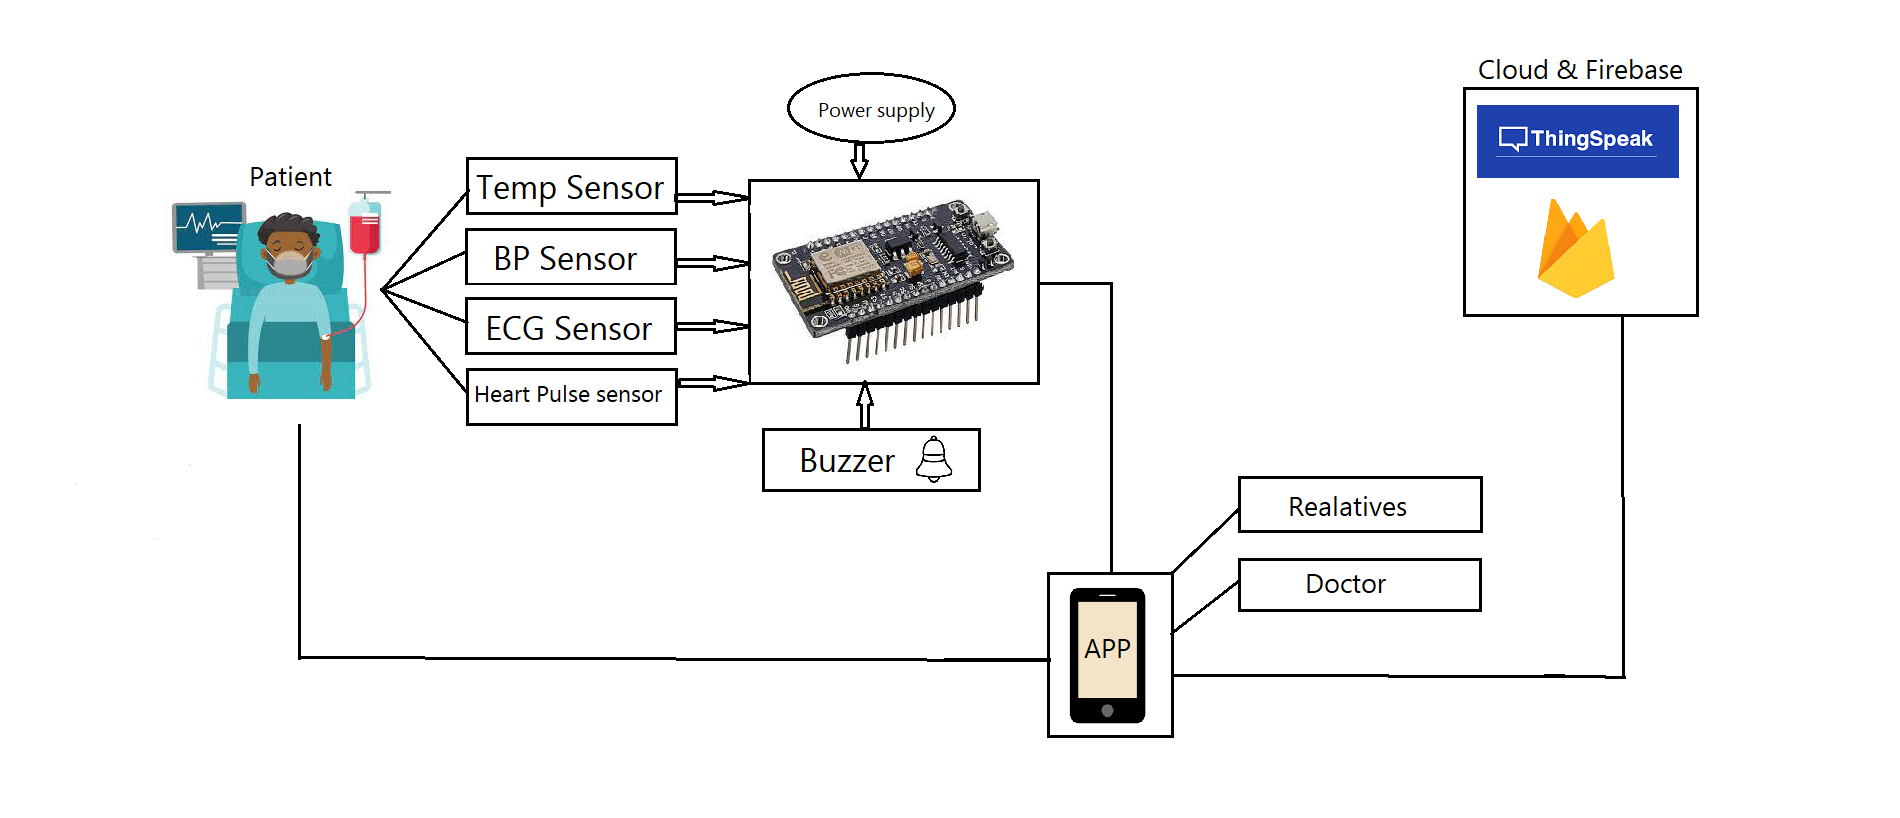 Cloud & Firebase
ThingSpeak
Power supply
Patient
Temp Sensor
BP Sensor
ECG Sensor
Heart Pulse sensor
Buzzer
Realatives
Doctor
APP